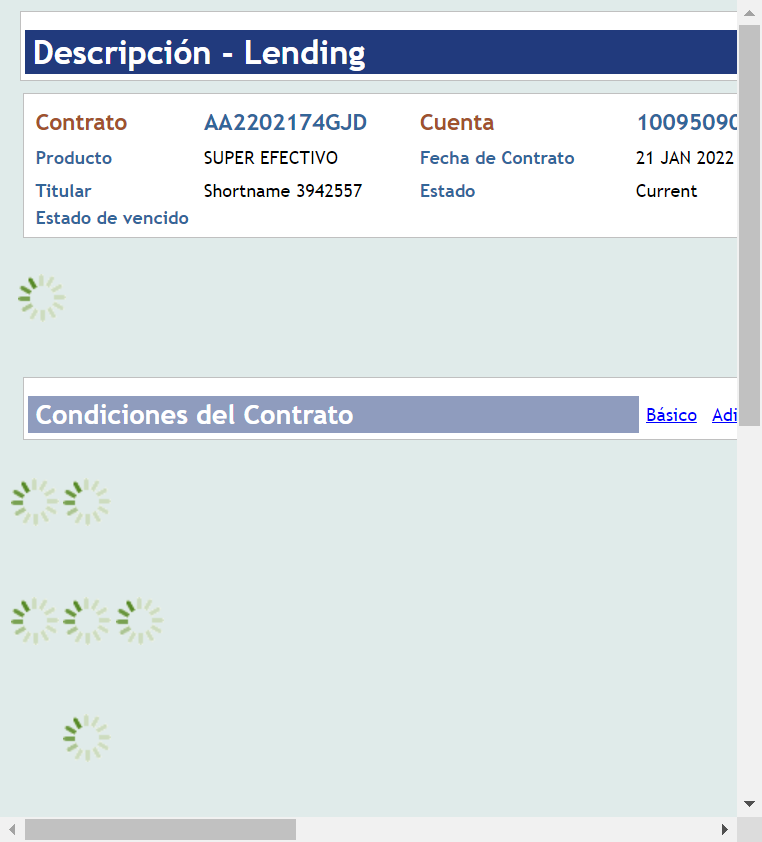 Descripción - Lending
Contrato AA2202174GJD Cuenta 10095090
Producto SUPER EFECTIVO Fecha de Contrato 21 JAN 2022
Titular Shortname 3942557 Estado Current
Estado de vencido
Condiciones del Contrato Básico Adi